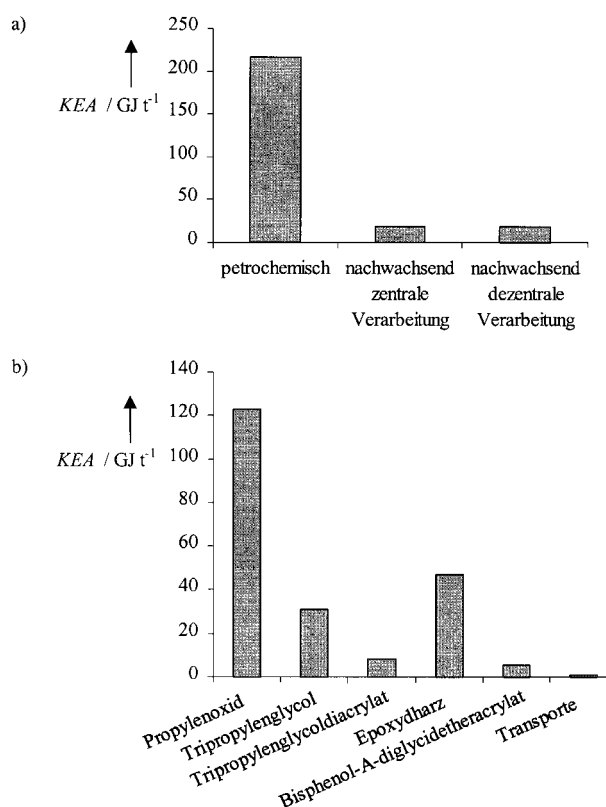 a)
KEA / GJ t⁻¹
250
200
150
100
50
0
petrochemisch
nachwachsend
zentrale
Verarbeitung
nachwachsend
dezentrale
Verarbeitung
b)
KEA / GJ t⁻¹
140
120
100
80
60
40
20
0
Propylenoxid
Tripropylenglycol
Tripropylenglycoldiacrylat
Epoxydharz
Bisphenol-A-diglycidetheracrylat
Transporte